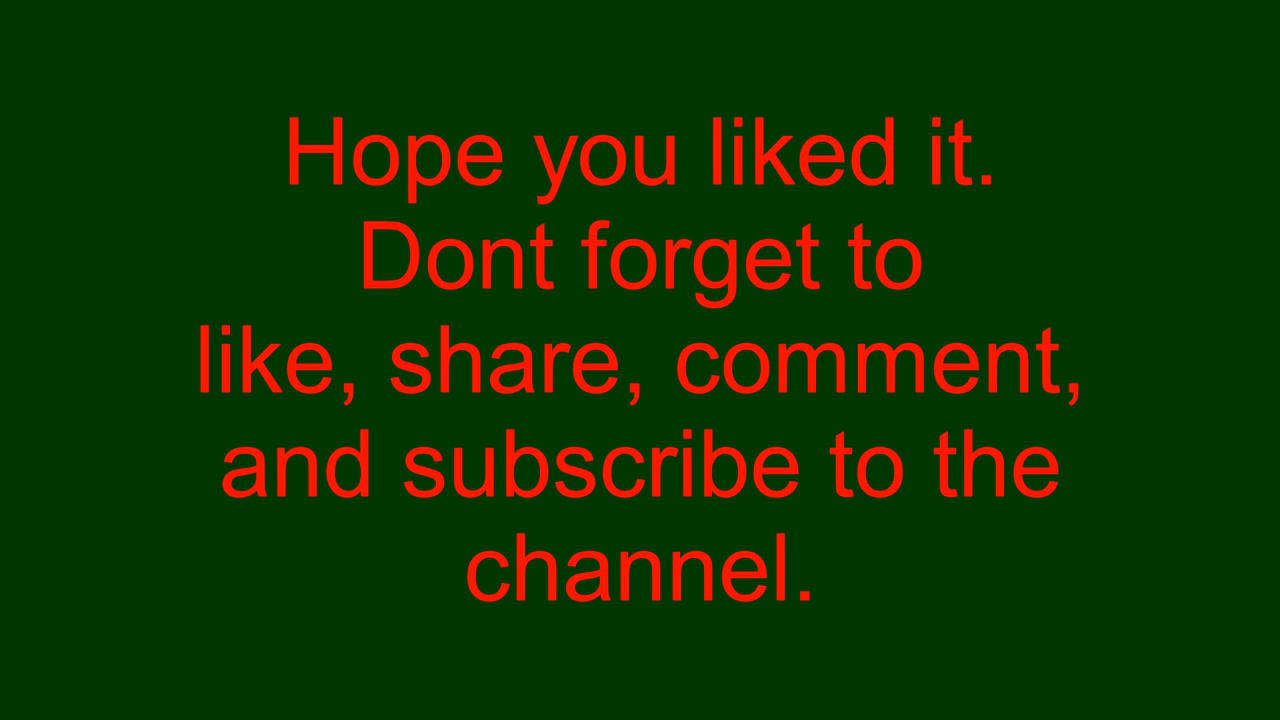 Hope you liked it.
Dont forget to
like, share, comment,
and subscribe to the
channel.